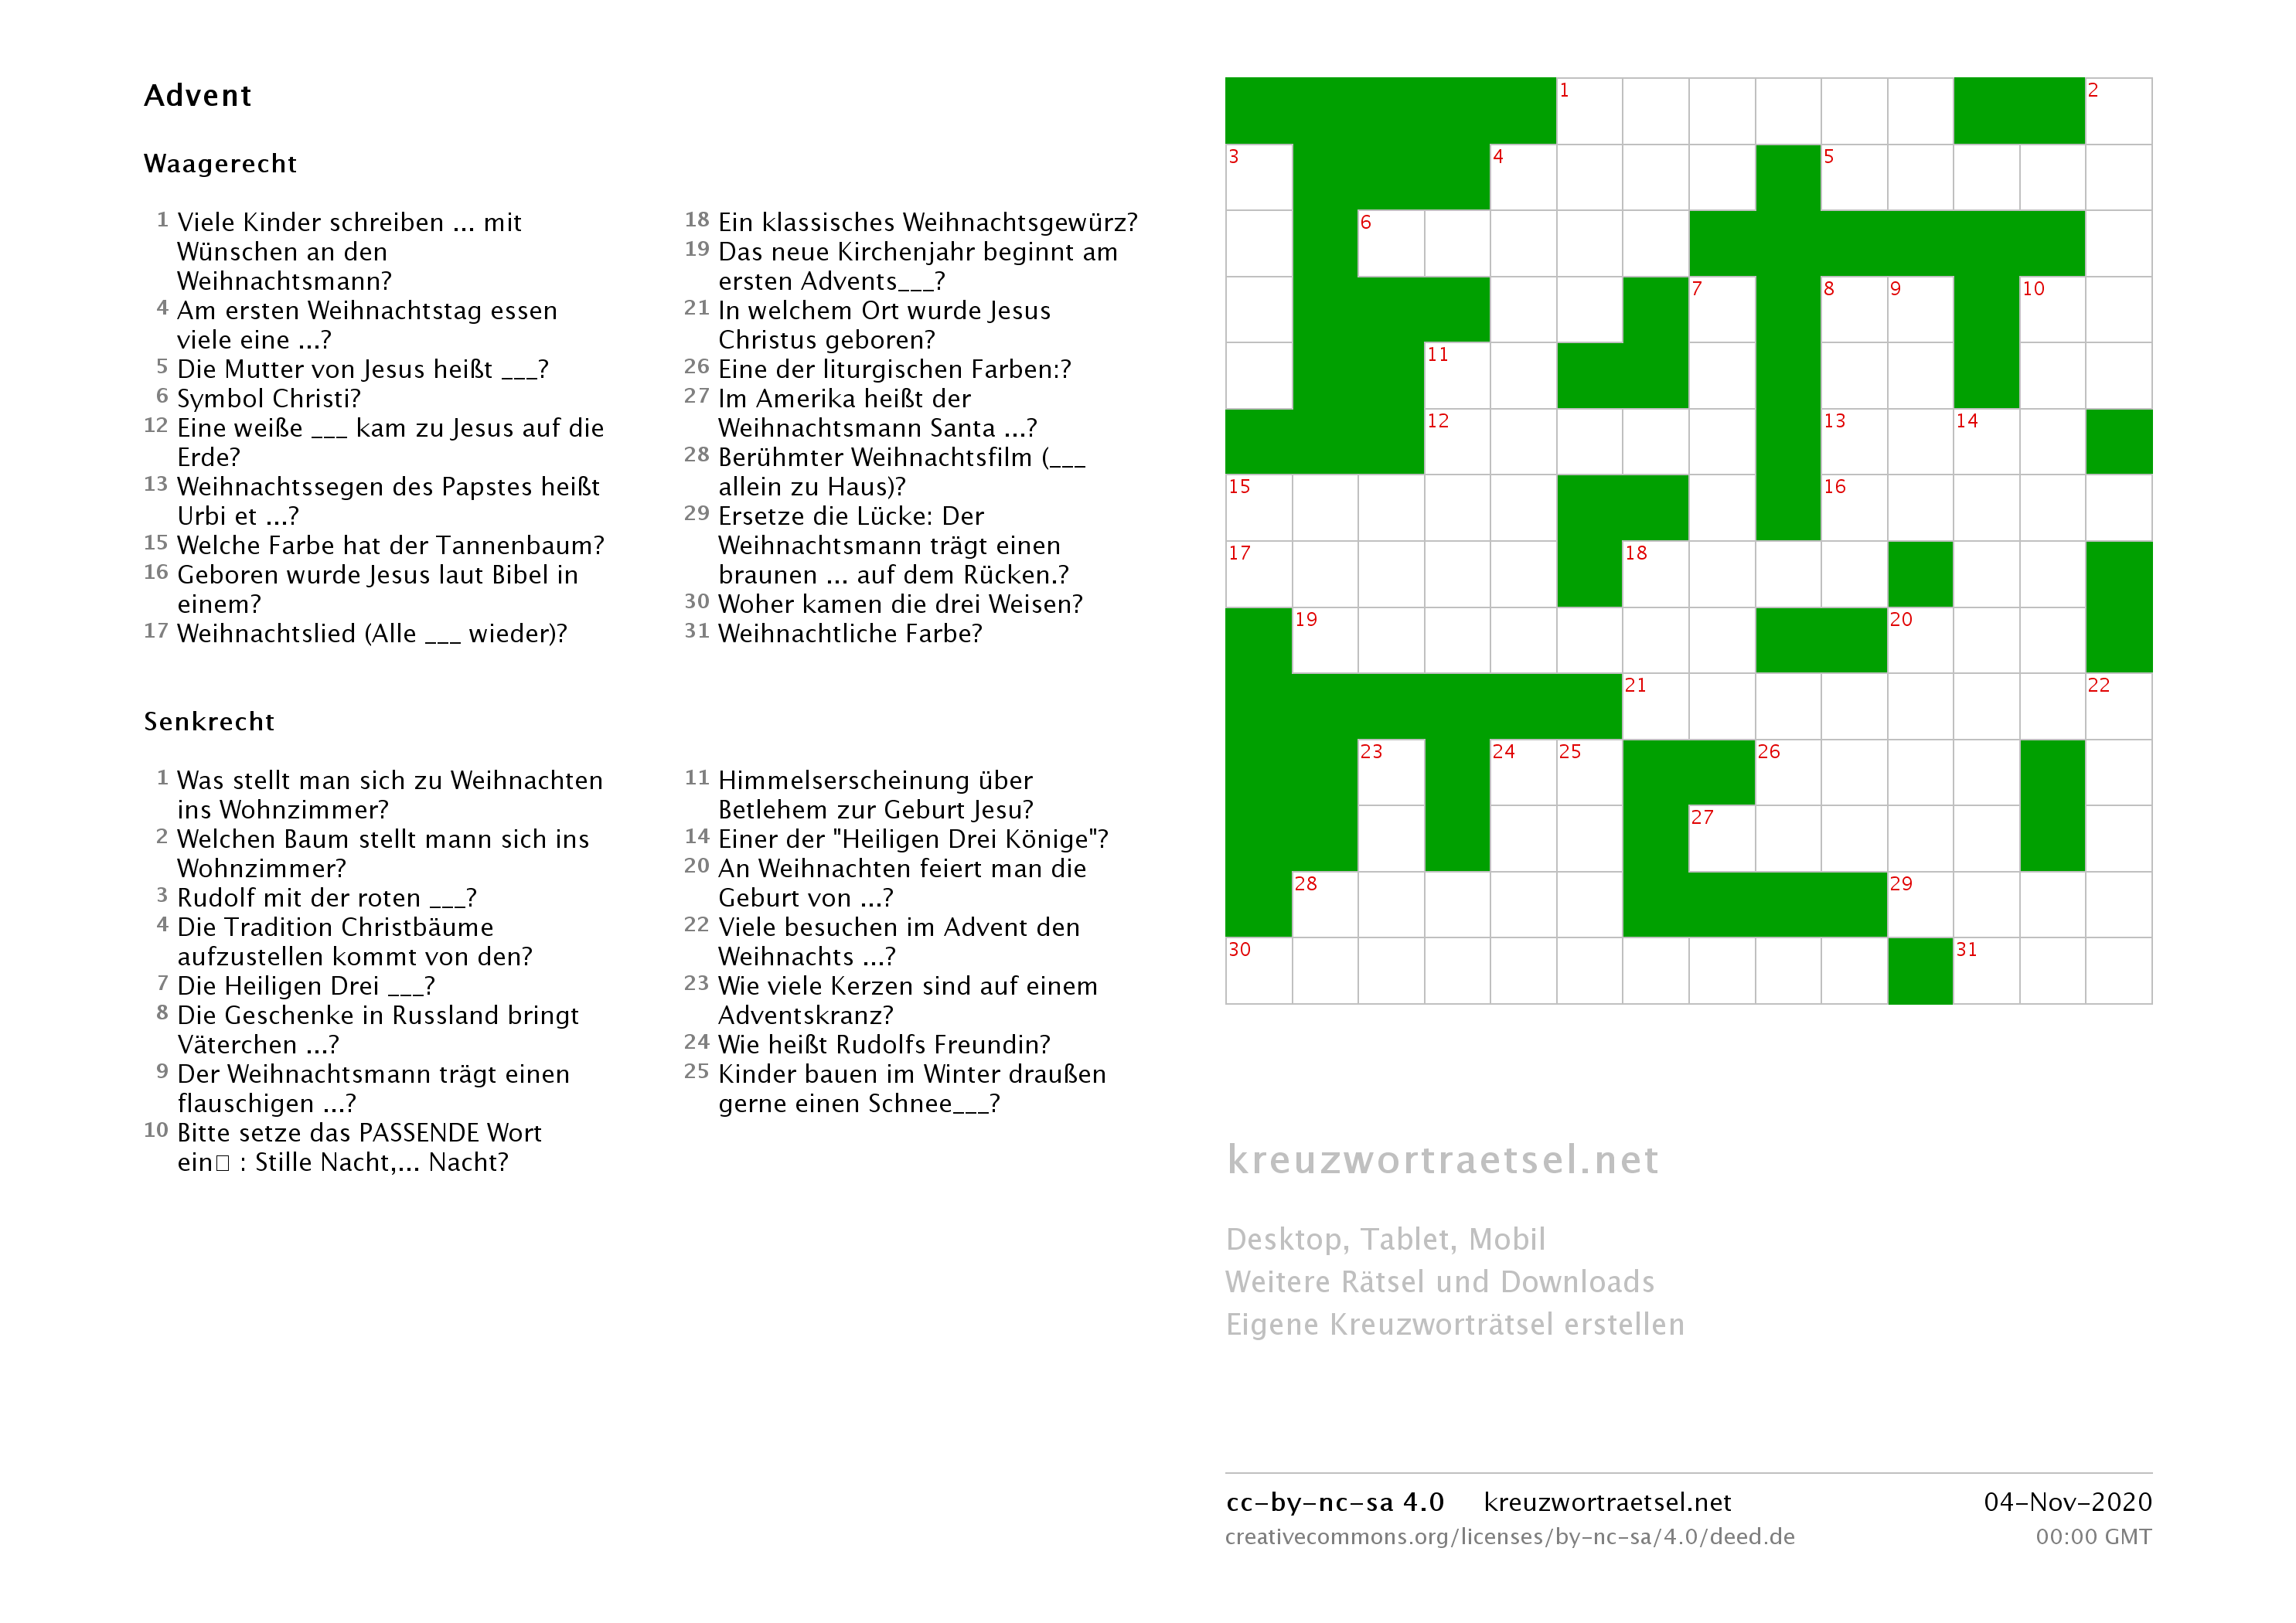 Advent
Waagerecht
1 Viele Kinder schreiben ... mit
Wünschen an den
Weihnachtsmann?
4 Am ersten Weihnachtstag essen
viele eine ...?
5 Die Mutter von Jesus heißt ___?
6 Symbol Christi?
12 Eine weiße ___ kam zu Jesus auf die
Erde?
13 Weihnachtssegen des Papstes heißt
Urbi et ...?
15 Welche Farbe hat der Tannenbaum?
16 Geboren wurde Jesus laut Bibel in
einem?
17 Weihnachtslied (Alle ___ wieder)?
18 Ein klassisches Weihnachtsgewürz?
19 Das neue Kirchenjahr beginnt am
ersten Advents___?
21 In welchem Ort wurde Jesus
Christus geboren?
26 Eine der liturgischen Farben:?
27 Im Amerika heißt der
Weihnachtsmann Santa ...?
28 Berühmter Weihnachtsfilm (___
allein zu Haus)?
29 Ersetze die Lücke: Der
Weihnachtsmann trägt einen
braunen ... auf dem Rücken.?
30 Woher kamen die drei Weisen?
31 Weihnachtliche Farbe?
Senkrecht
1 Was stellt man sich zu Weihnachten
ins Wohnzimmer?
2 Welchen Baum stellt mann sich ins
Wohnzimmer?
3 Rudolf mit der roten ___?
4 Die Tradition Christbäume
aufzustellen kommt von den?
7 Die Heiligen Drei ___?
8 Die Geschenke in Russland bringt
Väterchen ...?
9 Der Weihnachtsmann trägt einen
flauschigen ...?
10 Bitte setze das PASSENDE Wort
ein□ : Stille Nacht,... Nacht?
11 Himmelserscheinung über
Betlehem zur Geburt Jesu?
14 Einer der "Heiligen Drei Könige"?
20 An Weihnachten feiert man die
Geburt von ...?
22 Viele besuchen im Advent den
Weihnachts ...?
23 Wie viele Kerzen sind auf einem
Adventskranz?
24 Wie heißt Rudolfs Freundin?
25 Kinder bauen im Winter draußen
gerne einen Schnee___?
1 2
3 4 5
6
7 8 9 10
11
12 13 14
15 16
17 18
19 20
21 22
23 24 25 26
27
28 29
30 31
kreuzwortraetsel.net
Desktop, Tablet, Mobil
Weitere Rätsel und Downloads
Eigene Kreuzworträtsel erstellen
cc-by-nc-sa 4.0 kreuzwortraetsel.net 04-Nov-2020
creativecommons.org/licenses/by-nc-sa/4.0/deed.de 00:00 GMT